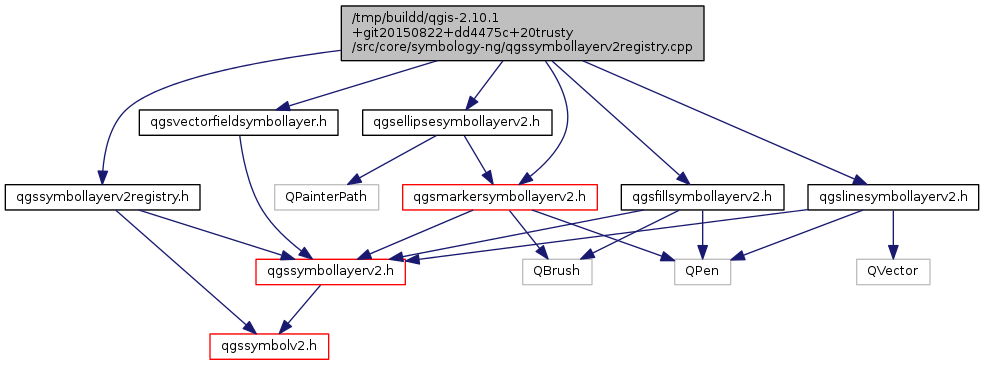 /tmp/buildd/qgis-2.10.1
+git20150822+dd4475c+20trusty
/src/core/symbology-ng/qgssymbollayerv2registry.cpp
qgsvectorfieldsymbollayer.h
qgsellipsesymbollayerv2.h
qgssymbollayerv2registry.h
QPainterPath
qgsmarkersymbollayerv2.h
qgsfillsymbollayerv2.h
qgslinesymbollayerv2.h
qgssymbollayerv2.h
QBrush
QPen
QVector
qgssymbolv2.h